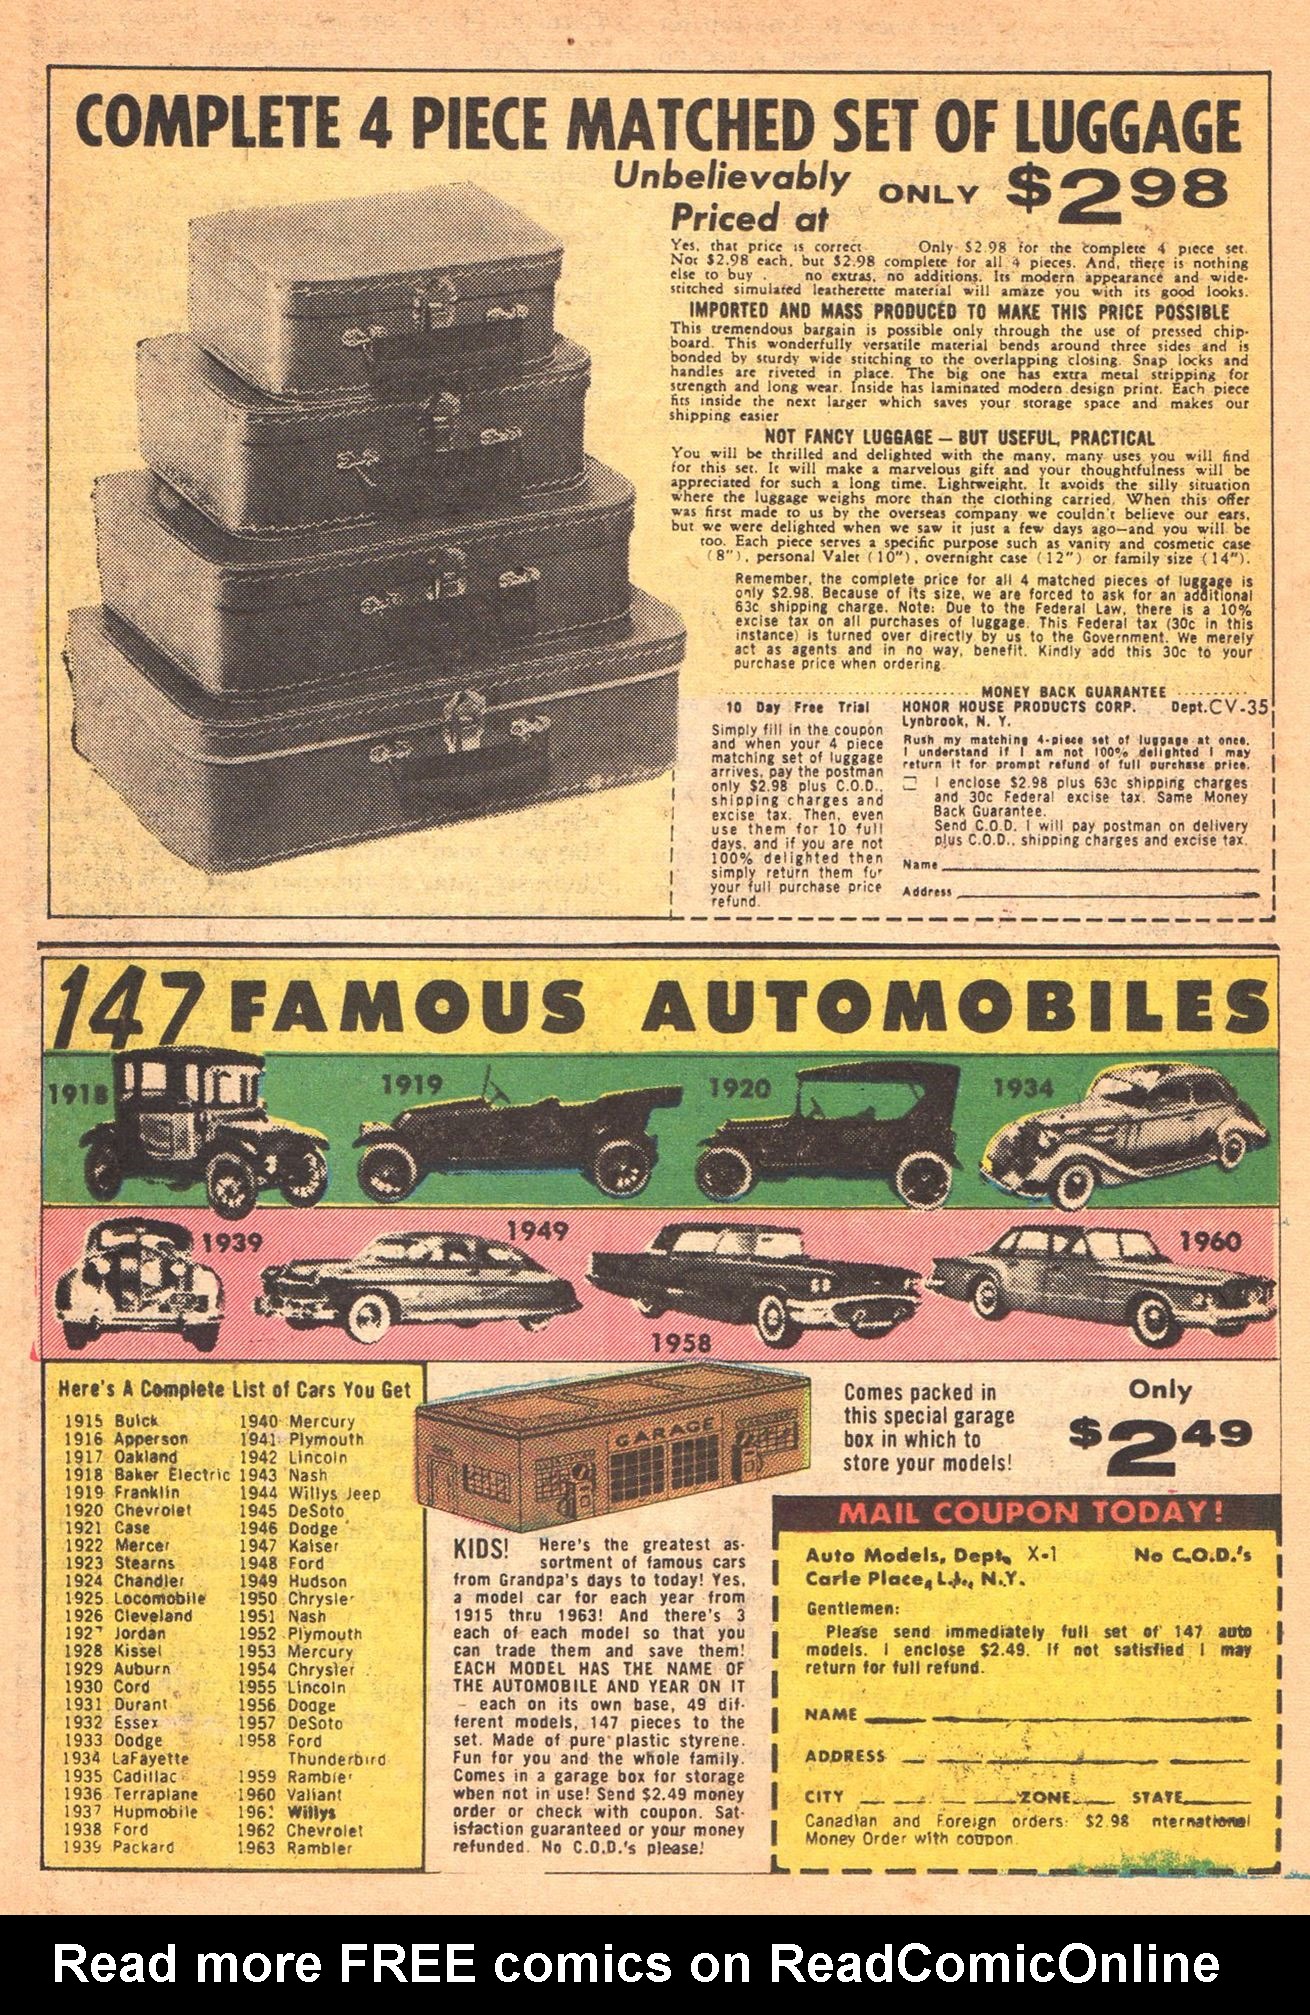 COMPLETE 4 PIECE MATCHED SET OF LUGGAGE
Unbelievably
Priced at
ONLY $2.98
Yes, that price is correct Only $2.98 for the complete 4 piece set.
Not $2.98 each, but $2.98 complete for all 4 pieces. And, there is nothing
else to buy . no extras, no additions. Its modern appearance and wide-
stitched simulated leatherette material will amaze you with its good looks.
IMPORTED AND MASS PRODUCED TO MAKE THIS PRICE POSSIBLE
This tremendous bargain is possible only through the use of pressed chip-
board. This wonderfully versatile material bends around three sides and is
bonded by sturdy wide stitching to the overlapping closing. Snap locks and
handles are riveted in place. The big one has extra metal stripping for
strength and long wear. Inside has laminated modern design print. Each piece
fits inside the next larger which saves your storage space and makes our
shipping easier
NOT FANCY LUGGAGE — BUT USEFUL, PRACTICAL
You will be thrilled and delighted with the many, many uses you will find
for this set. It will make a marvelous gift and your thoughtfulness will be
appreciated for such a long time. Lightweight. It avoids the silly situation
where the luggage weighs more than the clothing carried. When this offer
was first made to us by the overseas company we couldn't believe our ears,
but we were delighted when we saw it just a few days ago—and you will be
too. Each piece serves a specific purpose such as vanity and cosmetic case
(8"), personal Valet (10"), overnight case (12") or family size (14").
Remember, the complete price for all 4 matched pieces of luggage is
only $2.98. Because of its size, we are forced to ask for an additional
63c shipping charge. Note: Due to the Federal Law, there is a 10%
excise tax on all purchases of luggage. This Federal tax (30c in this
instance) is turned over directly by us to the Government. We merely
act as agents and in no way, benefit. Kindly add this 30c to your
purchase price when ordering.
10 Day Free Trial
Simply fill in the coupon
and when your 4 piece
matching set of luggage
arrives, pay the postman
only $2.98 plus C.O.D.,
shipping charges and
excise tax. Then, even
use them for 10 full
days, and if you are not
100% delighted then
simply return them for
your full purchase price
refund.
MONEY BACK GUARANTEE
HONOR HOUSE PRODUCTS CORP. Dept. CV-35
Lynbrook, N. Y.
Rush my matching 4-piece set of luggage at once.
I understand if I am not 100% delighted I may
return it for prompt refund of full purchase price.
I enclose $2.98 plus 63c shipping charges
and 30c Federal excise tax. Same Money
Back Guarantee.
Send C.O.D. I will pay postman on delivery
plus C.O.D., shipping charges and excise tax.
Name
Address
147 FAMOUS AUTOMOBILES
1918 1919 1920 1934
1939 1949 1958 1960
Here's A Complete List of Cars You Get
1915 Buick
1916 Apperson
1917 Oakland
1918 Baker Electric
1919 Franklin
1920 Chevrolet
1921 Case
1922 Mercer
1923 Stearns
1924 Chandler
1925 Locomobile
1926 Cleveland
1927 Jordan
1928 Kissel
1929 Auburn
1930 Cord
1931 Durant
1932 Essex
1933 Dodge
1934 LaFayette
1935 Cadillac
1936 Terraplane
1937 Hupmobile
1938 Ford
1939 Packard
1940 Mercury
1941 Plymouth
1942 Lincoln
1943 Nash
1944 Willys Jeep
1945 DeSoto
1946 Dodge
1947 Kaiser
1948 Ford
1949 Hudson
1950 Chrysler
1951 Nash
1952 Plymouth
1953 Mercury
1954 Chrysler
1955 Lincoln
1956 Dodge
1957 DeSoto
1958 Ford
Thunderbird
1959 Rambler
1960 Valiant
1961 Willys
1962 Chevrolet
1963 Rambler
GARAGE
Comes packed in
this special garage
box in which to
store your models!
Only
$2.49
KIDS! Here's the greatest as-
sortment of famous cars
from Grandpa's days to today! Yes,
a model car for each year from
1915 thru 1963! And there's 3
each of each model so that you
can trade them and save them!
EACH MODEL HAS THE NAME OF
THE AUTOMOBILE AND YEAR ON IT
— each on its own base, 49 dif-
ferent models, 147 pieces to the
set. Made of pure plastic styrene.
Fun for you and the whole family.
Comes in a garage box for storage
when not in use! Send $2.49 money
order or check with coupon. Sat-
isfaction guaranteed or your money
refunded. No C.O.D.'s please!
MAIL COUPON TODAY!
Auto Models, Dept. X-1 No C.O.D.'s
Carle Place, L.I., N.Y.
Gentlemen:
Please send immediately full set of 147 auto
models. I enclose $2.49. If not satisfied I may
return for full refund.
NAME
ADDRESS
CITY ZONE STATE
Canadian and Foreign orders: $2.98 nternational
Money Order with coupon.
Read more FREE comics on ReadComicOnline